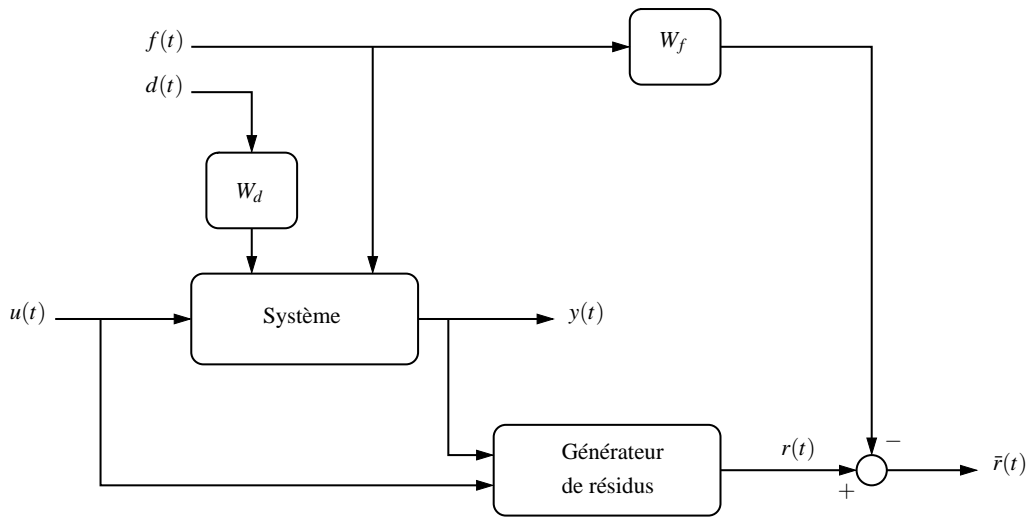 f(t)
W_f
d(t)
W_d
u(t)
Système
y(t)
Générateur
de résidus
r(t)
−
+
r̄(t)